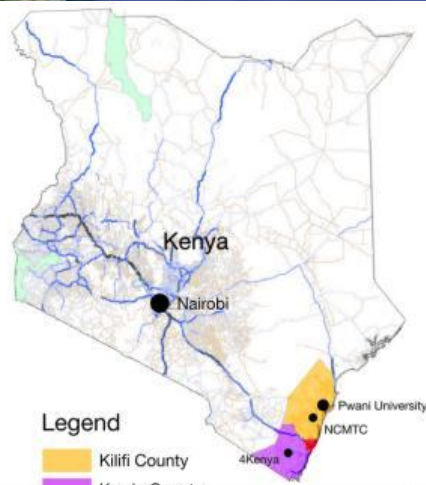 Kenya
Nairobi
Pwani University
NCMTC
4Kenya
Legend
Kilifi County